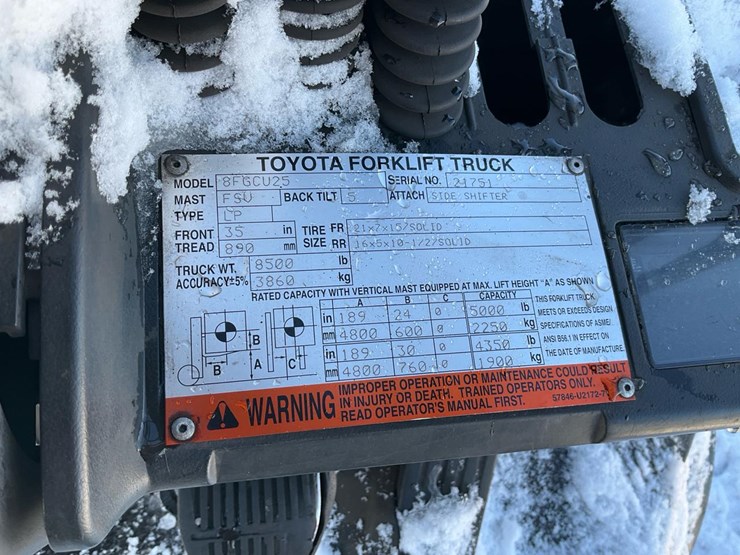 TOYOTA FORKLIFT TRUCK
MODEL 8FGCU25 SERIAL NO. 21751
MAST FSV BACK TILT 5 ATTACH SIDE SHIFTER
TYPE LP
FRONT 35 in TIRE FR 21x7x15/SOLID
TREAD 890 mm SIZE RR 16x5x10-1/2/SOLID
TRUCK WT. 8500 lb
ACCURACY±5% 3860 kg
RATED CAPACITY WITH VERTICAL MAST EQUIPPED AT MAX. LIFT HEIGHT "A" AS SHOWN
A B C CAPACITY THIS FORKLIFT TRUCK
in 189 24 0 5000 lb MEETS OR EXCEEDS DESIGN
mm 4800 600 0 2250 kg SPECIFICATIONS OF ASME/
in 189 30 0 4350 lb ANSI B56.1 IN EFFECT ON
mm 4800 760 0 1900 kg THE DATE OF MANUFACTURE.
B A C B
WARNING
IMPROPER OPERATION OR MAINTENANCE COULD RESULT
IN INJURY OR DEATH. TRAINED OPERATORS ONLY.
READ OPERATOR'S MANUAL FIRST. 57846-U2172-7